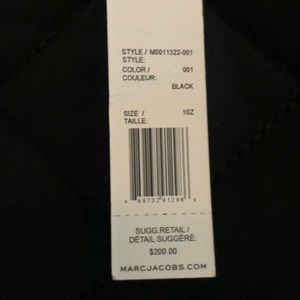 STYLE / M0011322-001
STYLE:
COLOR / 001
COULEUR:
BLACK
SIZE / 1SZ
TAILLE:
SUGG.RETAIL /
DÉTAIL SUGGÉRÉ:
$200.00
MARCJACOBS.COM